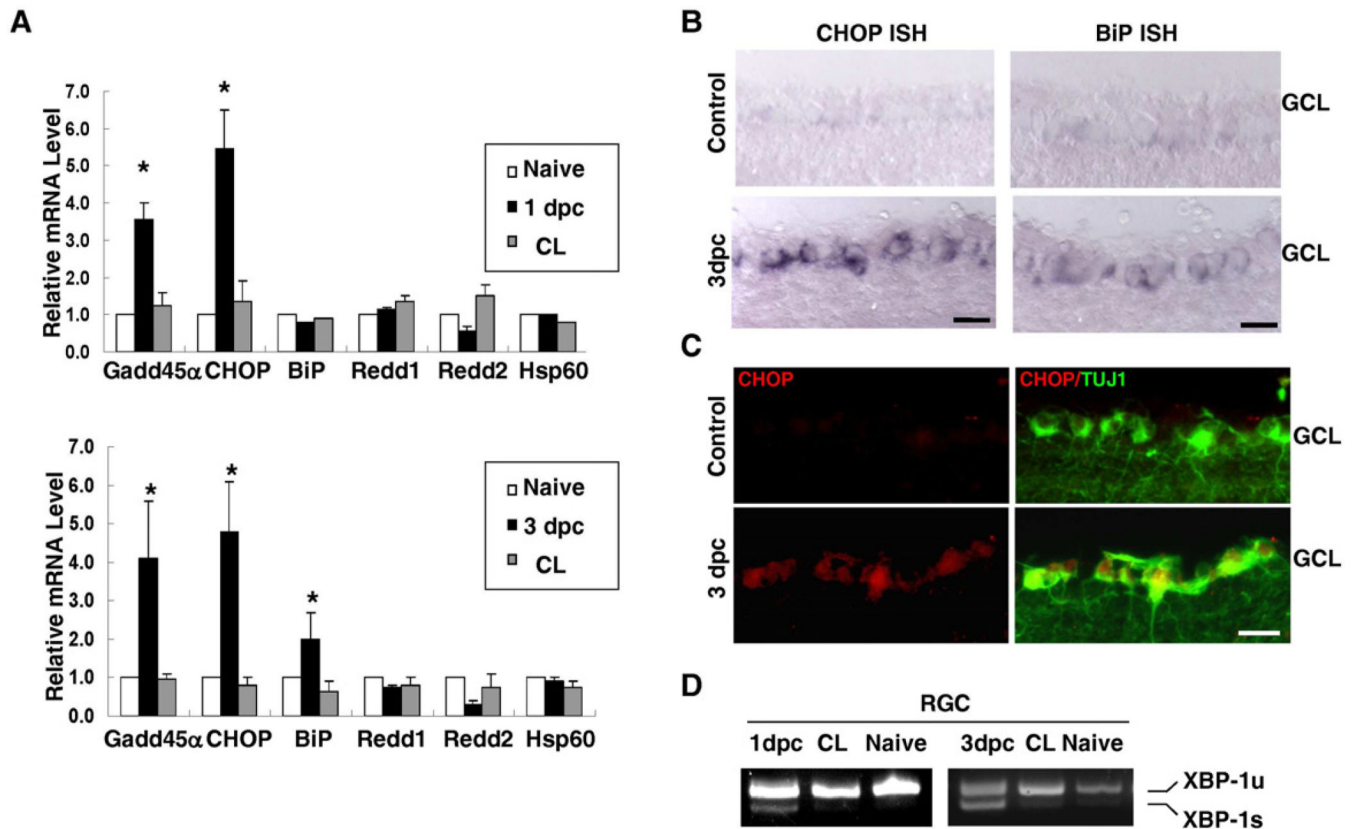 A
7.0
6.0
5.0
4.0
3.0
2.0
1.0
0.0
Relative mRNA Level
* *
Naive
1 dpc
CL
Gadd45α CHOP BiP Redd1 Redd2 Hsp60
7.0
6.0
5.0
4.0
3.0
2.0
1.0
0.0
Relative mRNA Level
* * *
Naive
3 dpc
CL
Gadd45α CHOP BiP Redd1 Redd2 Hsp60
B
CHOP ISH BiP ISH
Control GCL
3dpc GCL
C
CHOP CHOP/TUJ1
Control GCL
3 dpc GCL
D
RGC
1dpc CL Naive 3dpc CL Naive
XBP-1u
XBP-1s